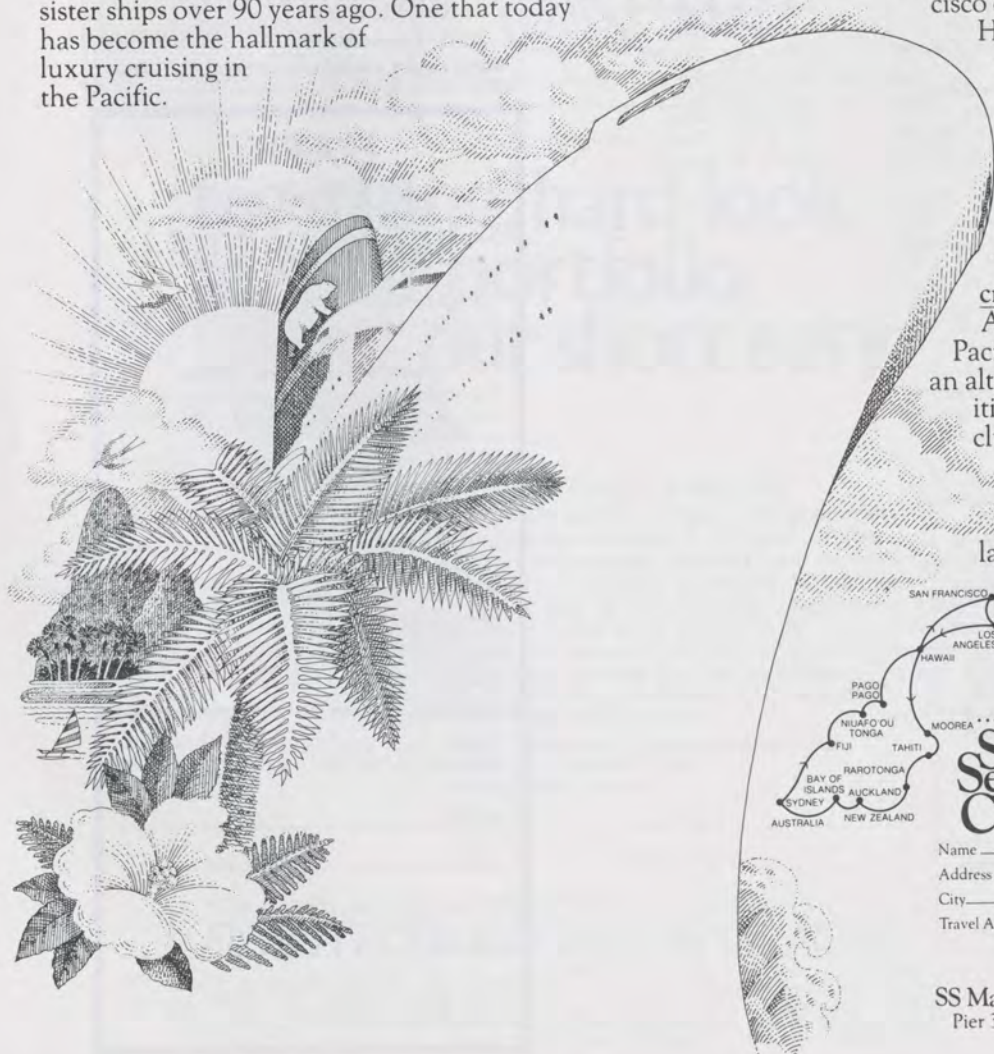 sister ships over 90 years ago. One that today
has become the hallmark of
luxury cruising in
the Pacific.
cisco
H
A
Paci
an alt
iti
cl
la
SAN FRANCISCO
LOS
ANGELES
HAWAII
PAGO
PAGO
NIUAFO'OU
TONGA
MOOREA
FIJI
TAHITI
RAROTONGA
BAY OF
ISLANDS
AUCKLAND
SYDNEY
AUSTRALIA
NEW ZEALAND
S
Se
C
Name
Address
City
Travel A
SS Ma
Pier 3